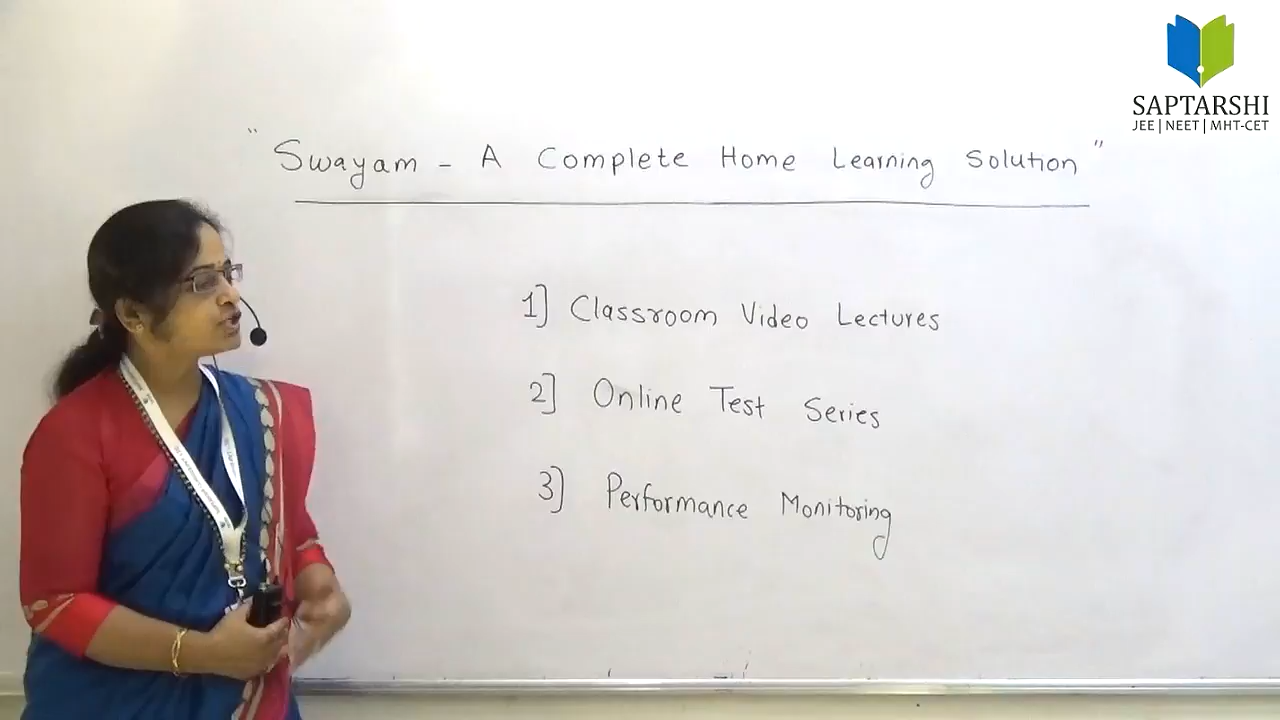 SAPTARSHI
JEE | NEET | MHT-CET
"Swayam - A Complete Home Learning Solution"
1] Classroom Video Lectures
2] Online Test Series
3] Performance Monitoring